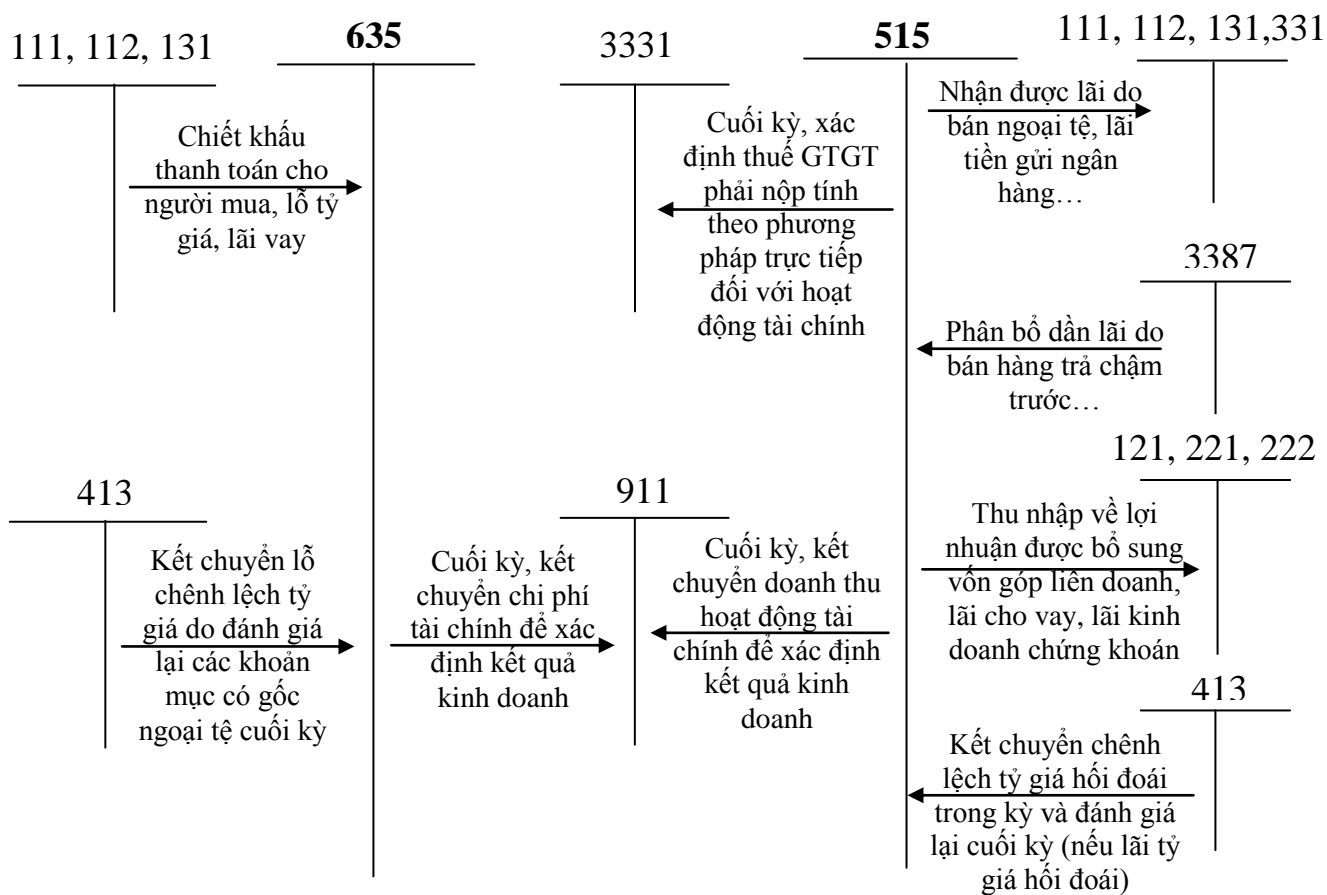 111, 112, 131
635
3331
515
111, 112, 131,331
Chiết khấu
thanh toán cho
người mua, lỗ tỷ
giá, lãi vay
Cuối kỳ, xác
định thuế GTGT
phải nộp tính
theo phương
pháp trực tiếp
đối với hoạt
động tài chính
Nhận được lãi do
bán ngoại tệ, lãi
tiền gửi ngân
hàng…
3387
Phân bổ dần lãi do
bán hàng trả chậm
trước…
121, 221, 222
413
911
Kết chuyển lỗ
chênh lệch tỷ
giá do đánh giá
lại các khoản
mục có gốc
ngoại tệ cuối kỳ
Cuối kỳ, kết
chuyển chi phí
tài chính để xác
định kết quả
kinh doanh
Cuối kỳ, kết
chuyển doanh thu
hoạt động tài
chính để xác định
kết quả kinh
doanh
Thu nhập về lợi
nhuận được bổ sung
vốn góp liên doanh,
lãi cho vay, lãi kinh
doanh chứng khoán
413
Kết chuyển chênh
lệch tỷ giá hối đoái
trong kỳ và đánh giá
lại cuối kỳ (nếu lãi tỷ
giá hối đoái)